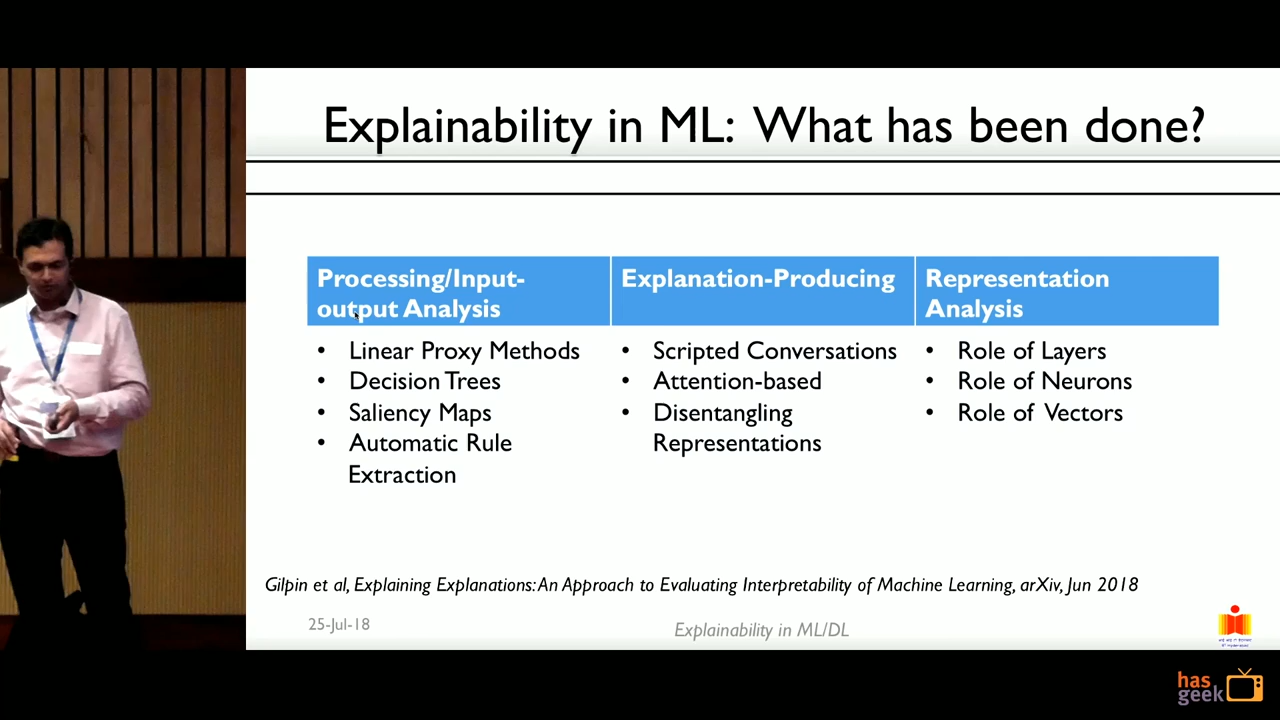 Explainability in ML: What has been done?
Processing/Input-
output Analysis
Explanation-Producing
Representation
Analysis
• Linear Proxy Methods
• Decision Trees
• Saliency Maps
• Automatic Rule
Extraction
• Scripted Conversations
• Attention-based
• Disentangling
Representations
• Role of Layers
• Role of Neurons
• Role of Vectors
Gilpin et al, Explaining Explanations: An Approach to Evaluating Interpretability of Machine Learning, arXiv, Jun 2018
25-Jul-18
Explainability in ML/DL
has
geek